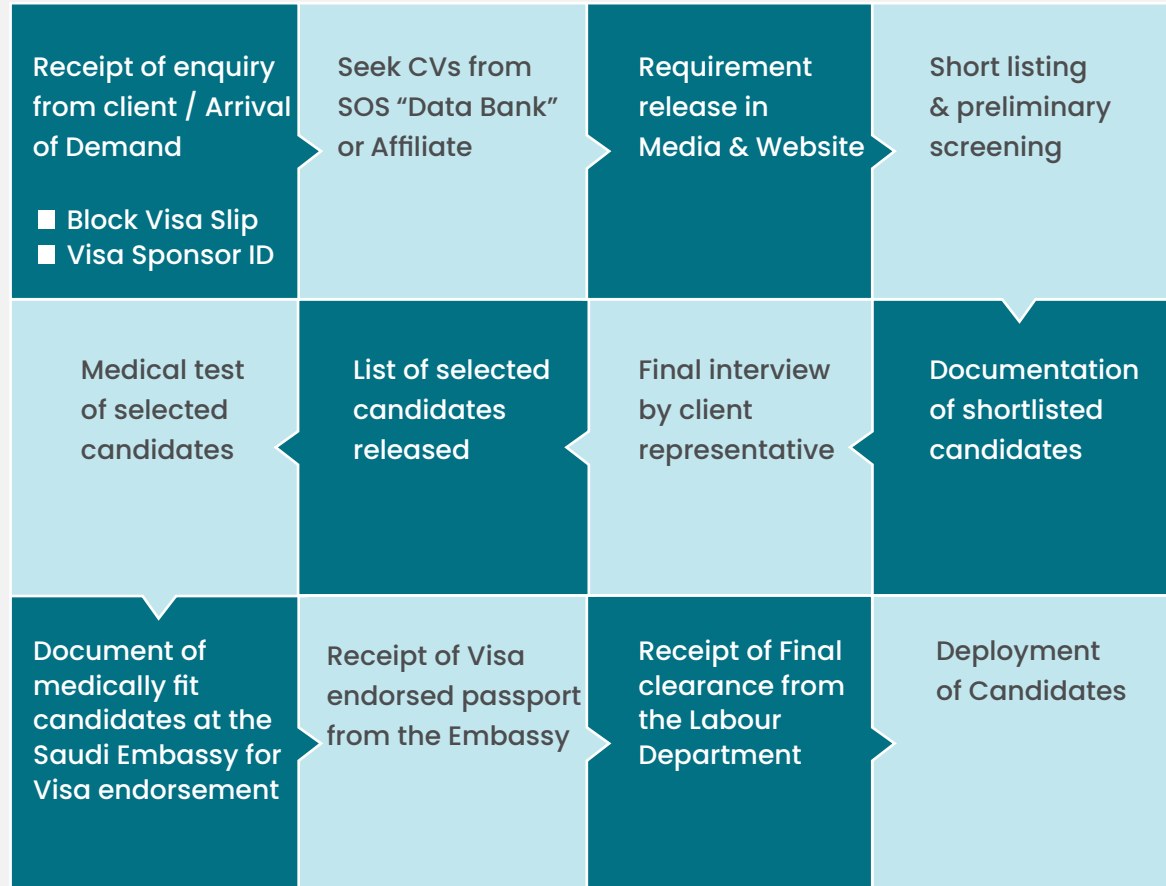 Receipt of enquiry
from client / Arrival
of Demand
Block Visa Slip
Visa Sponsor ID
Seek CVs from
SOS “Data Bank”
or Affiliate
Requirement
release in
Media & Website
Short listing
& preliminary
screening
Documentation
of shortlisted
candidates
Final interview
by client
representative
List of selected
candidates
released
Medical test
of selected
candidates
Document of
medically fit
candidates at the
Saudi Embassy for
Visa endorsement
Receipt of Visa
endorsed passport
from the Embassy
Receipt of Final
clearance from
the Labour
Department
Deployment
of Candidates